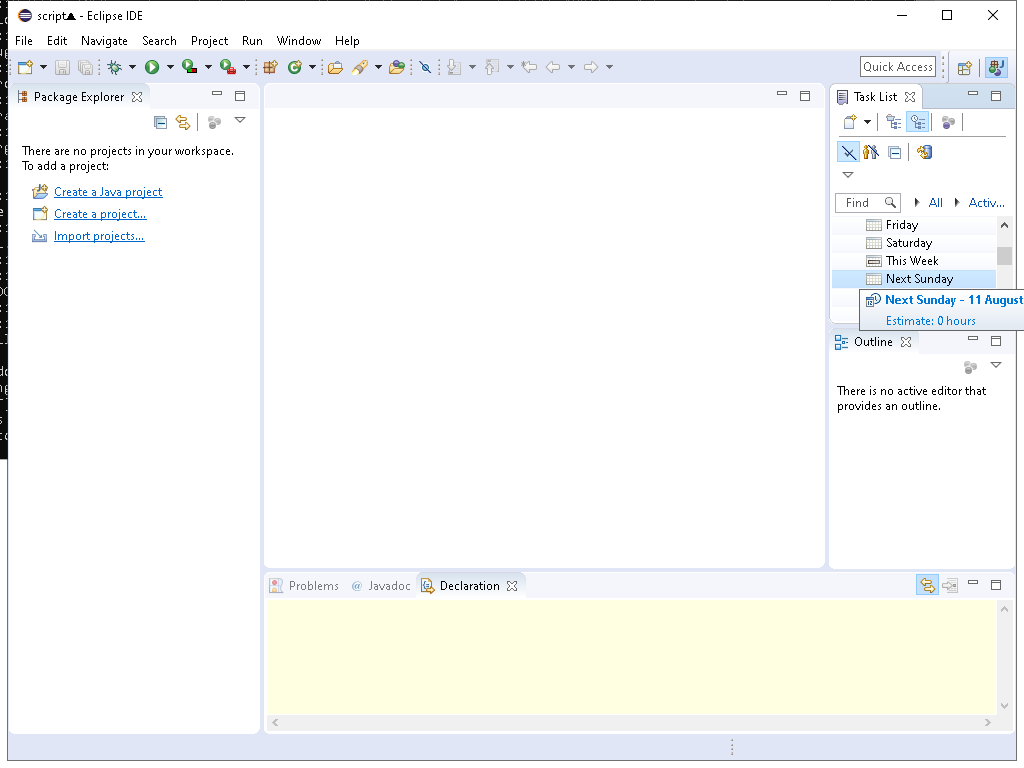 script▲ - Eclipse IDE
File Edit Navigate Search Project Run Window Help
Quick Access
Package Explorer
There are no projects in your workspace.
To add a project:
Create a Java project
Create a project...
Import projects...
Task List
Find
All
Activ...
Friday
Saturday
This Week
Next Sunday
Next Sunday - 11 August
Estimate: 0 hours
Outline
There is no active editor that
provides an outline.
Problems
@ Javadoc
Declaration